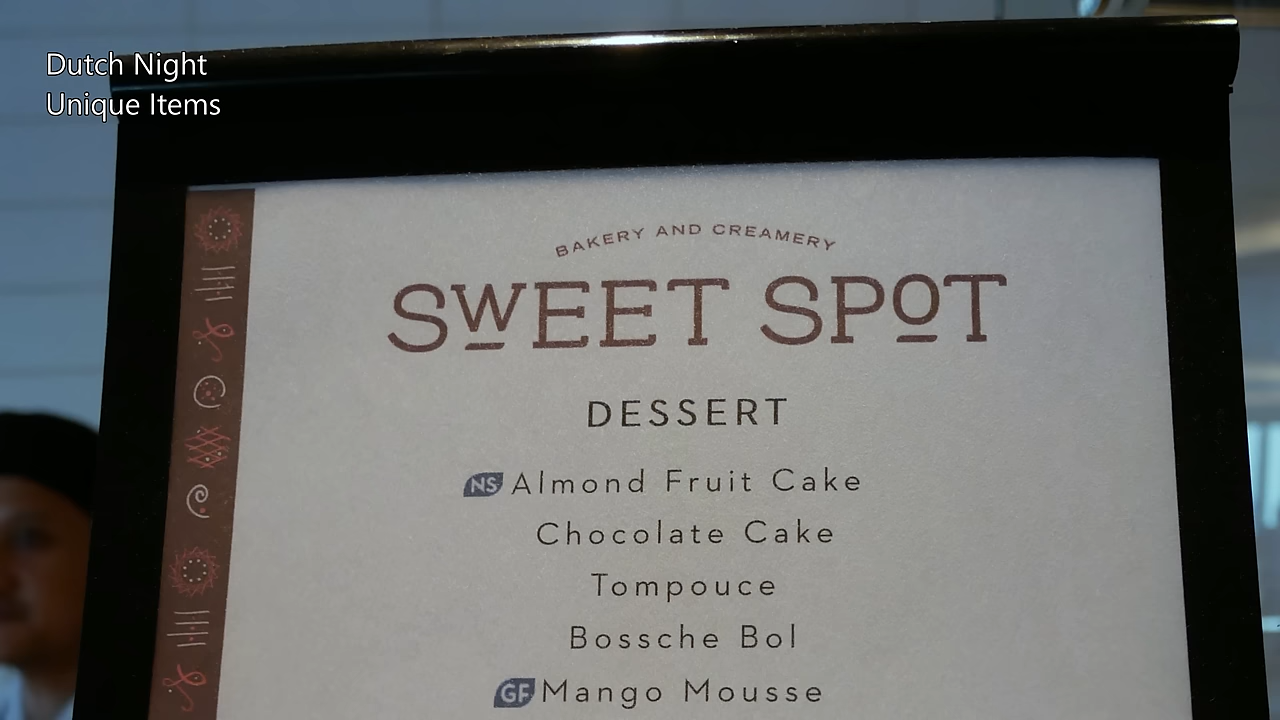 Dutch Night
Unique Items
BAKERY AND CREAMERY
SWEET SPOT
DESSERT
NS Almond Fruit Cake
Chocolate Cake
Tompouce
Bossche Bol
GF Mango Mousse